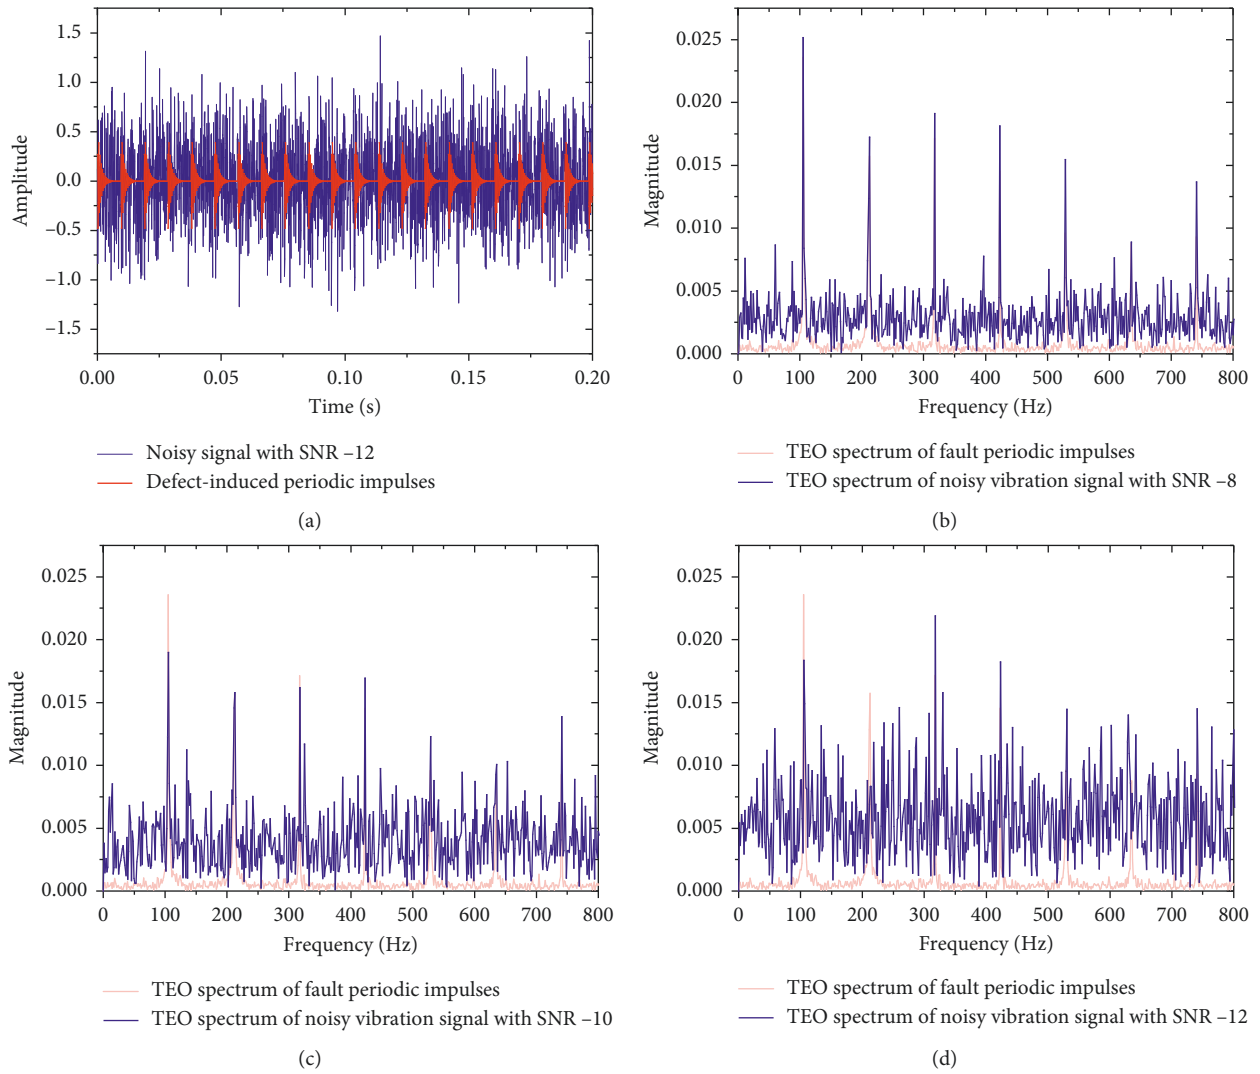 1.5
1.0
0.5
0.0
–0.5
–1.0
–1.5
Amplitude
0.00 0.05 0.10 0.15 0.20
Time (s)
Noisy signal with SNR –12
Defect-induced periodic impulses
(a)
0.025
0.020
0.015
0.010
0.005
0.000
Magnitude
0 100 200 300 400 500 600 700 800
Frequency (Hz)
TEO spectrum of fault periodic impulses
TEO spectrum of noisy vibration signal with SNR –8
(b)
0.025
0.020
0.015
0.010
0.005
0.000
Magnitude
0 100 200 300 400 500 600 700 800
Frequency (Hz)
TEO spectrum of fault periodic impulses
TEO spectrum of noisy vibration signal with SNR –10
(c)
0.025
0.020
0.015
0.010
0.005
0.000
Magnitude
0 100 200 300 400 500 600 700 800
Frequency (Hz)
TEO spectrum of fault periodic impulses
TEO spectrum of noisy vibration signal with SNR –12
(d)